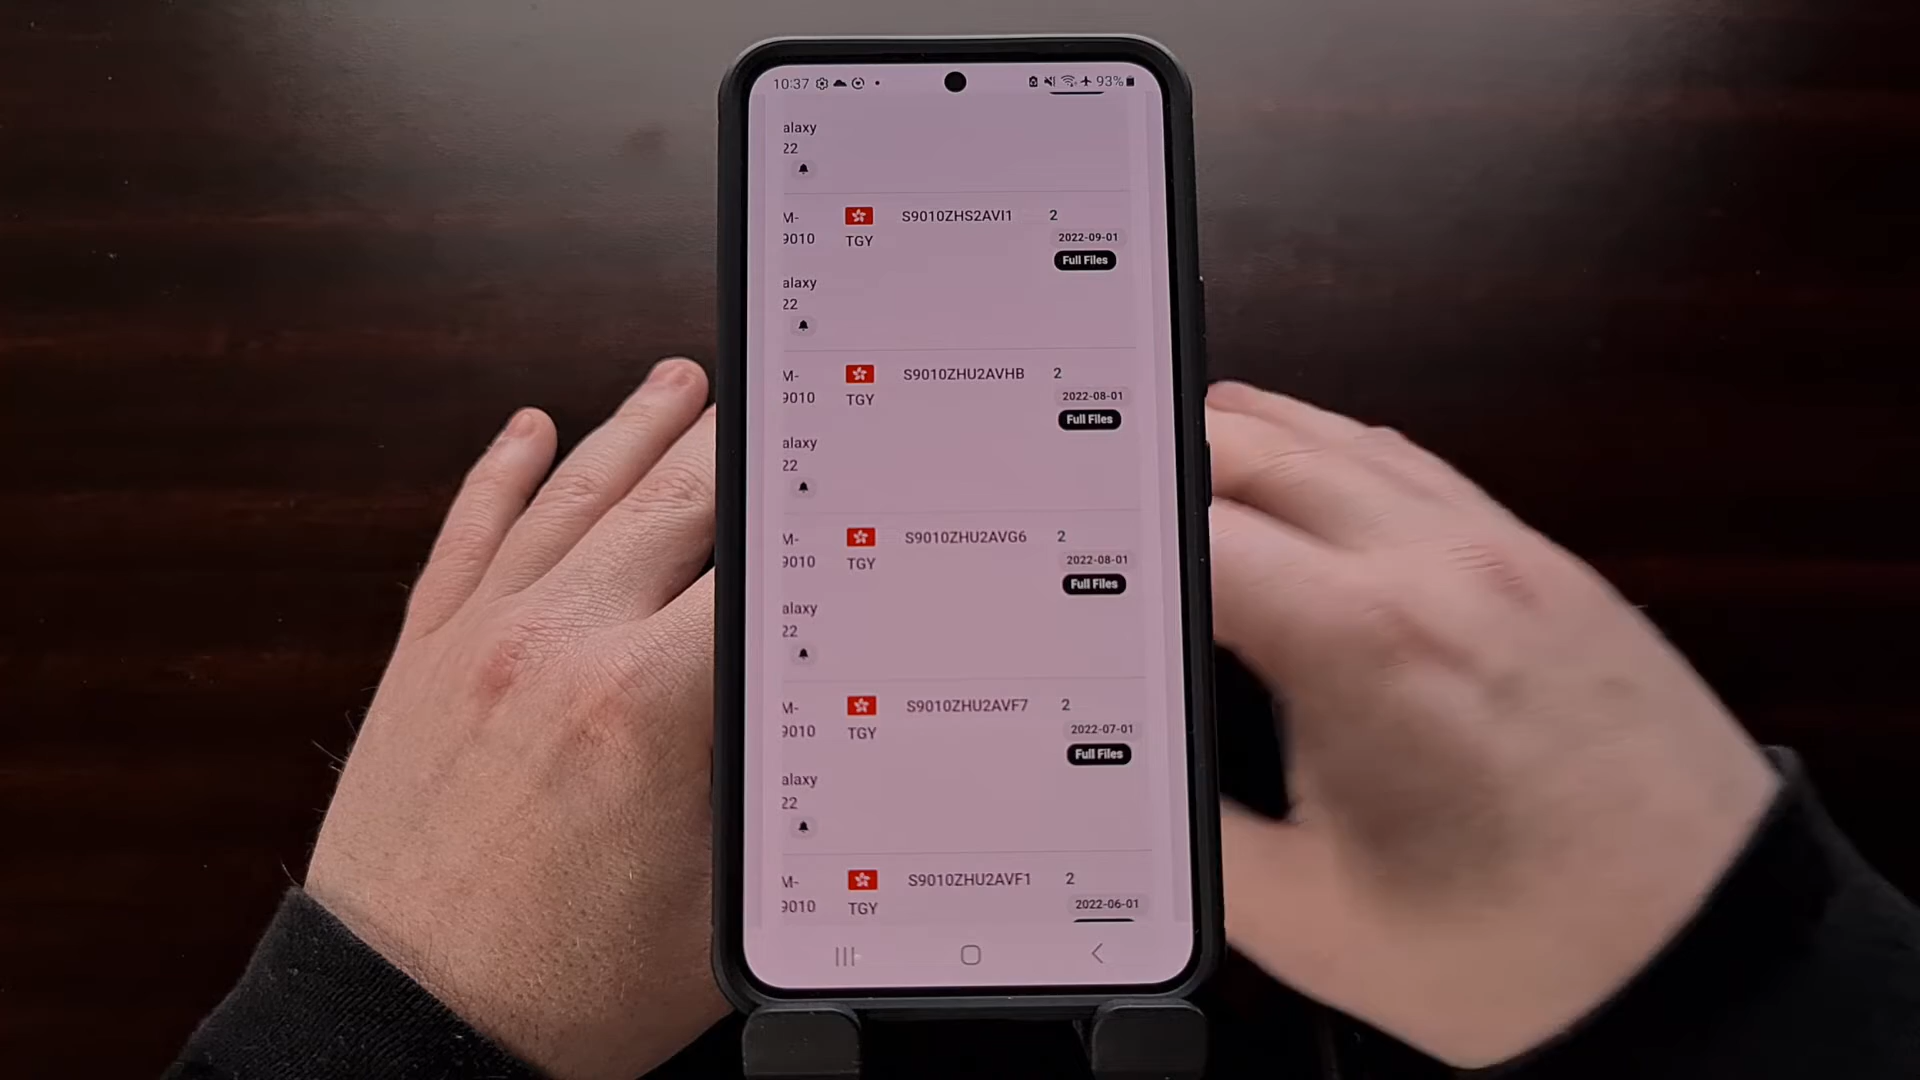 10:37 93%
alaxy
22
M-
9010
TGY
S9010ZHS2AVI1
2
2022-09-01
Full Files
alaxy
22
M-
9010
TGY
S9010ZHU2AVHB
2
2022-08-01
Full Files
alaxy
22
M-
9010
TGY
S9010ZHU2AVG6
2
2022-08-01
Full Files
alaxy
22
M-
9010
TGY
S9010ZHU2AVF7
2
2022-07-01
Full Files
alaxy
22
M-
9010
TGY
S9010ZHU2AVF1
2
2022-06-01